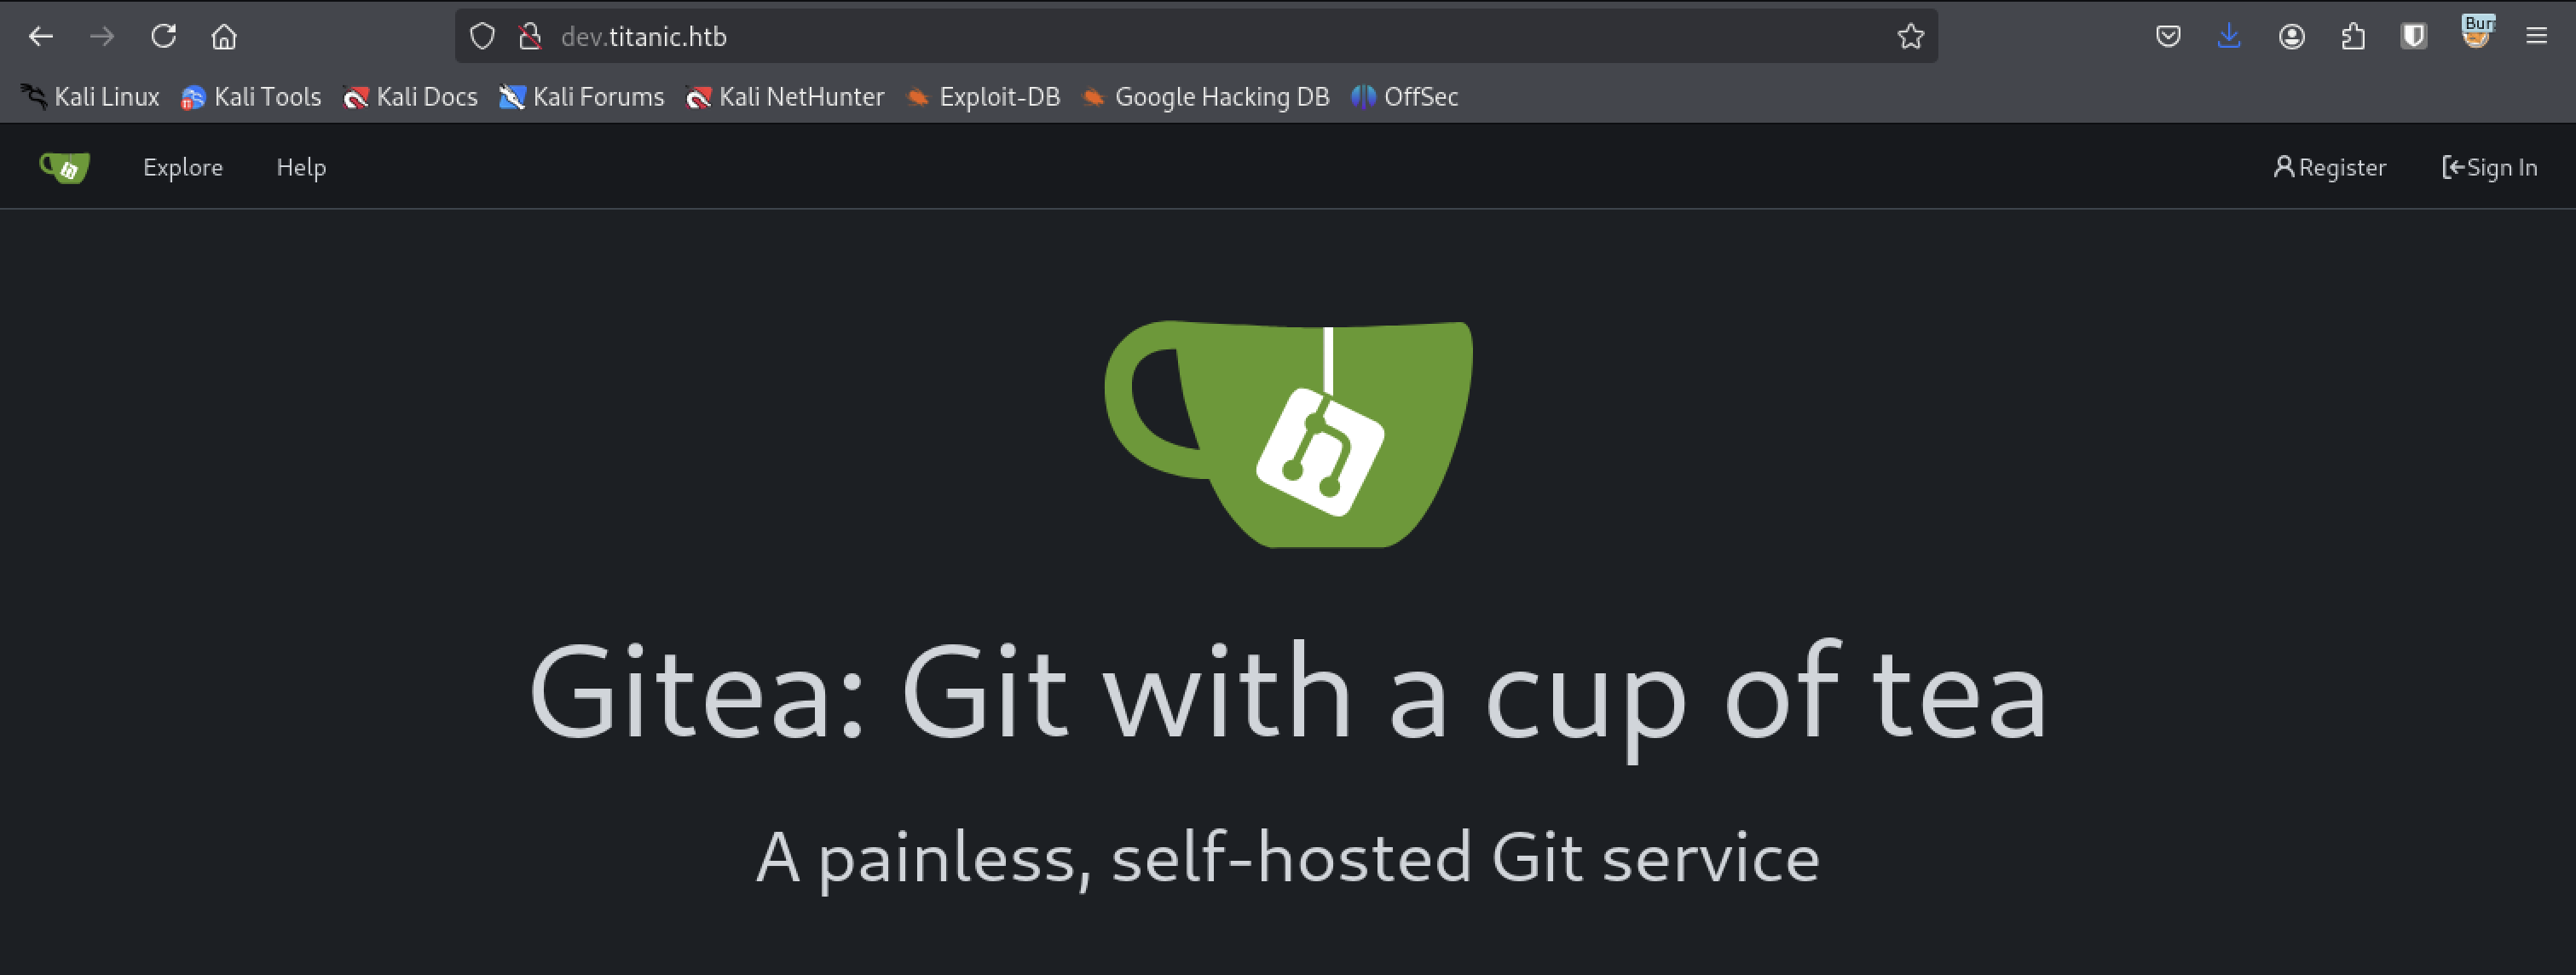 dev.titanic.htb
Bur
Kali Linux Kali Tools Kali Docs Kali Forums Kali NetHunter Exploit-DB Google Hacking DB OffSec
Explore Help Register Sign In
Gitea: Git with a cup of tea
A painless, self-hosted Git service